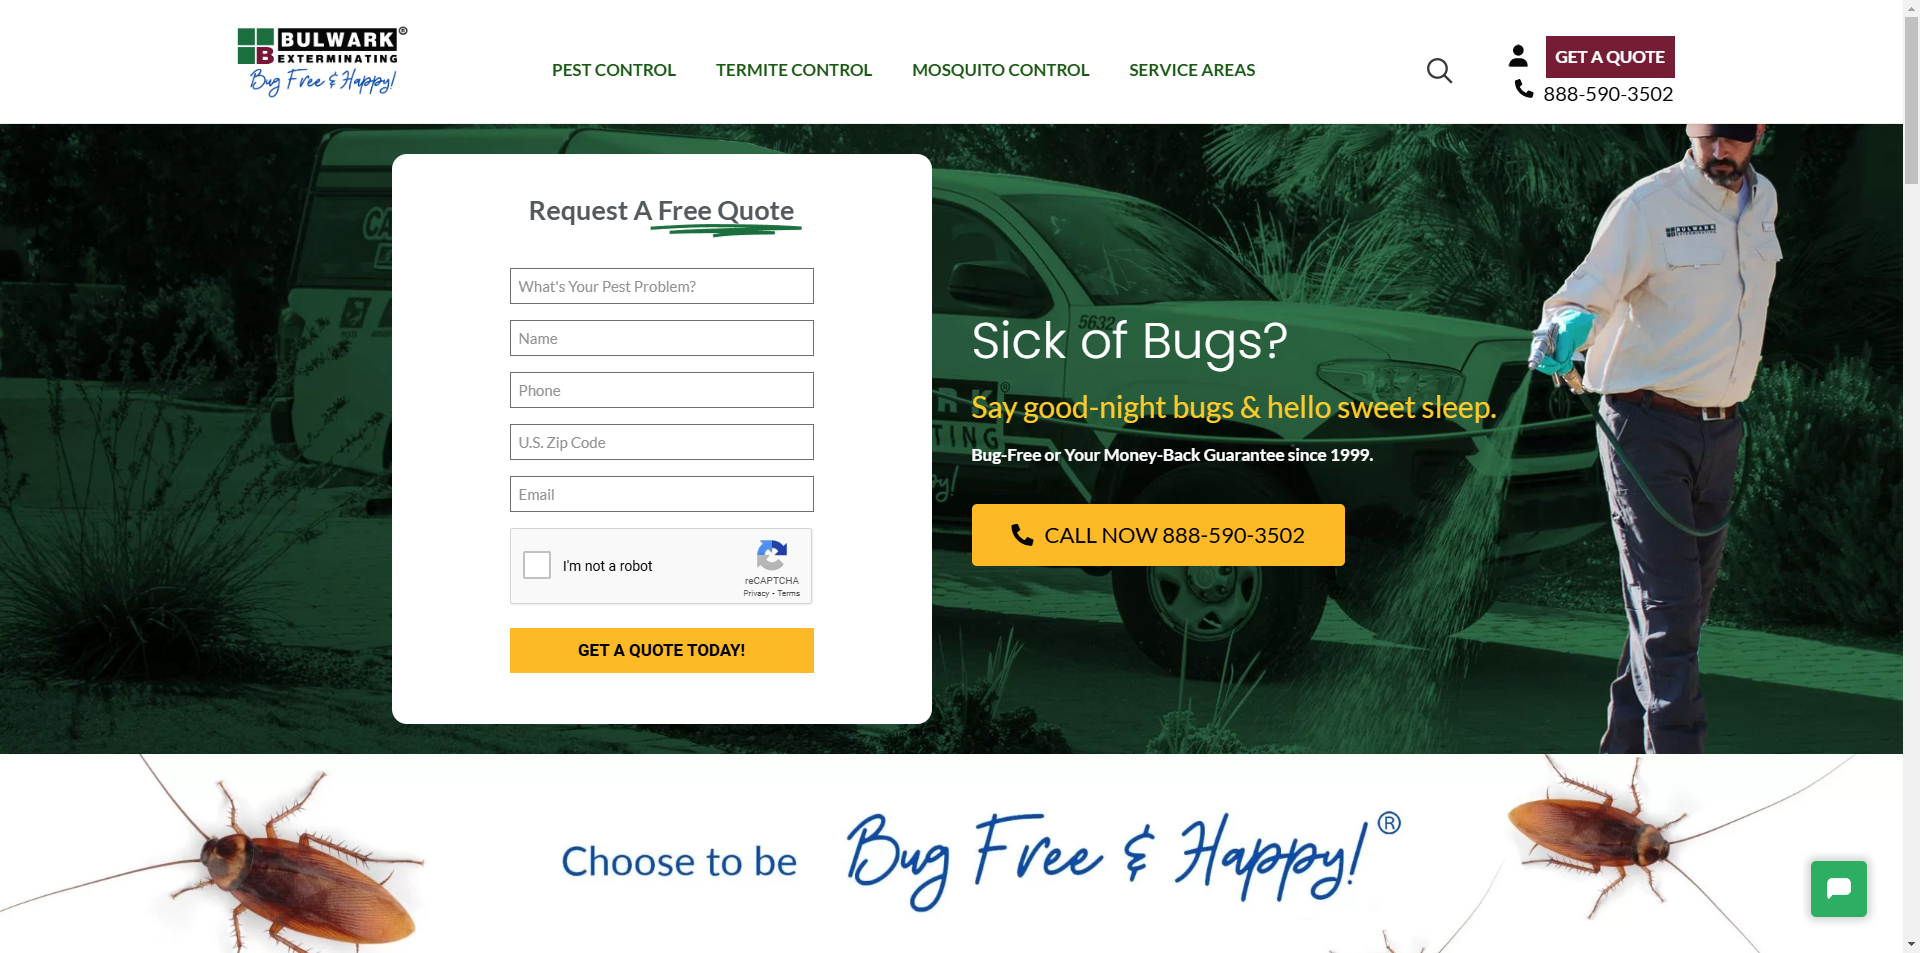 BULWARK®
EXTERMINATING
Bug Free & Happy!
PEST CONTROL
TERMITE CONTROL
MOSQUITO CONTROL
SERVICE AREAS
GET A QUOTE
888-590-3502
Request A Free Quote
What's Your Pest Problem?
Name
Phone
U.S. Zip Code
Email
I'm not a robot
reCAPTCHA
Privacy - Terms
GET A QUOTE TODAY!
5632
BULWARK
EXTERMINATING
Sick of Bugs?
Say good-night bugs & hello sweet sleep.
Bug-Free or Your Money-Back Guarantee since 1999.
CALL NOW 888-590-3502
Choose to be
Bug Free & Happy!®